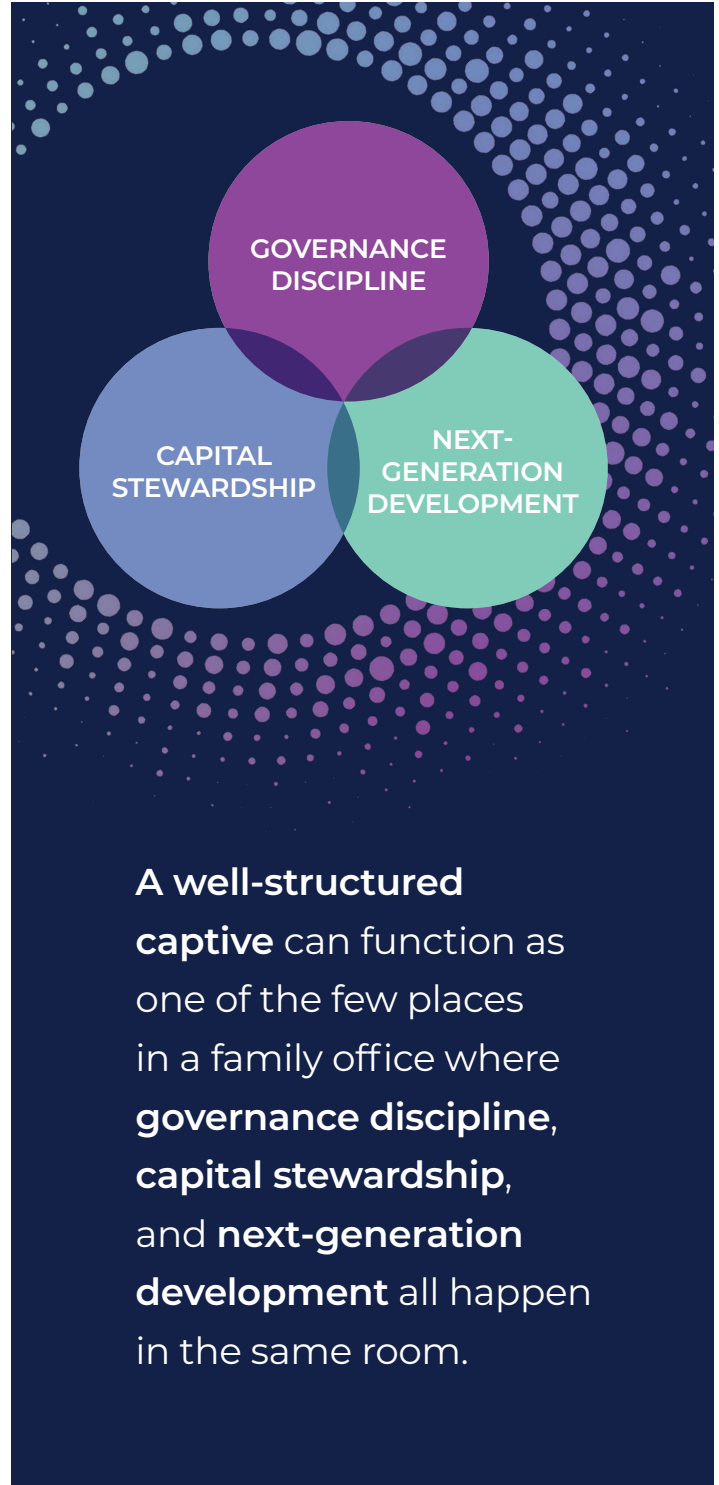 GOVERNANCE
DISCIPLINE
CAPITAL
STEWARDSHIP
NEXT-
GENERATION
DEVELOPMENT
A well-structured
captive can function as
one of the few places
in a family office where
governance discipline,
capital stewardship,
and next-generation
development all happen
in the same room.